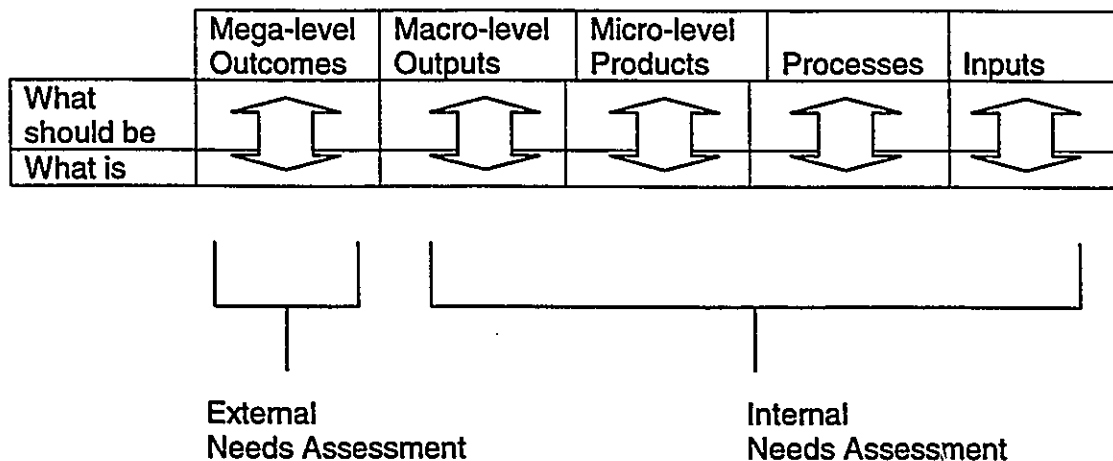 Mega-level Outcomes
Macro-level Outputs
Micro-level Products
Processes
Inputs
What should be
What is
External
Needs Assessment
Internal
Needs Assessment